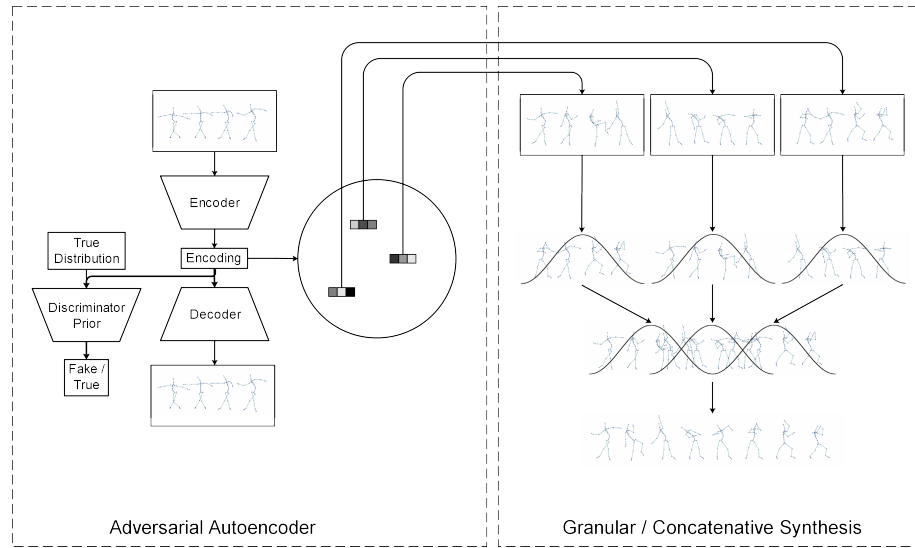 Encoder
True
Distribution
Encoding
Discriminator
Prior
Decoder
Fake /
True
Adversarial Autoencoder
Granular / Concatenative Synthesis